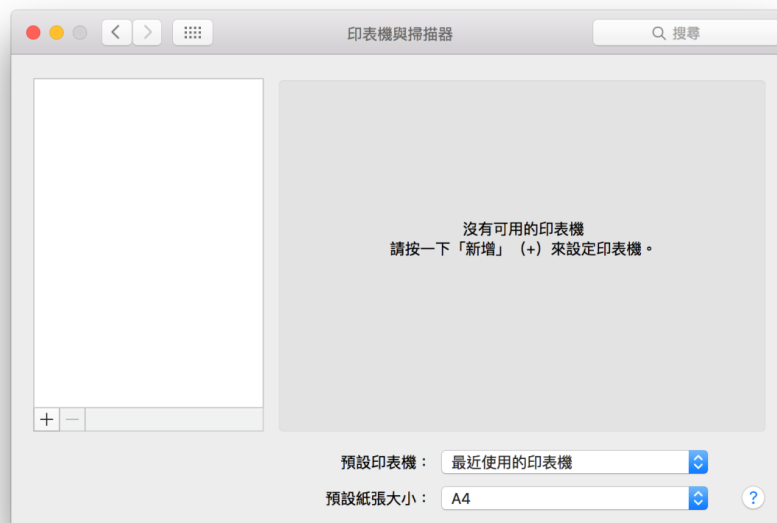 印表機與掃描器
搜尋
沒有可用的印表機
請按一下「新增」（+）來設定印表機。
+ −
預設印表機： 最近使用的印表機
預設紙張大小： A4
?